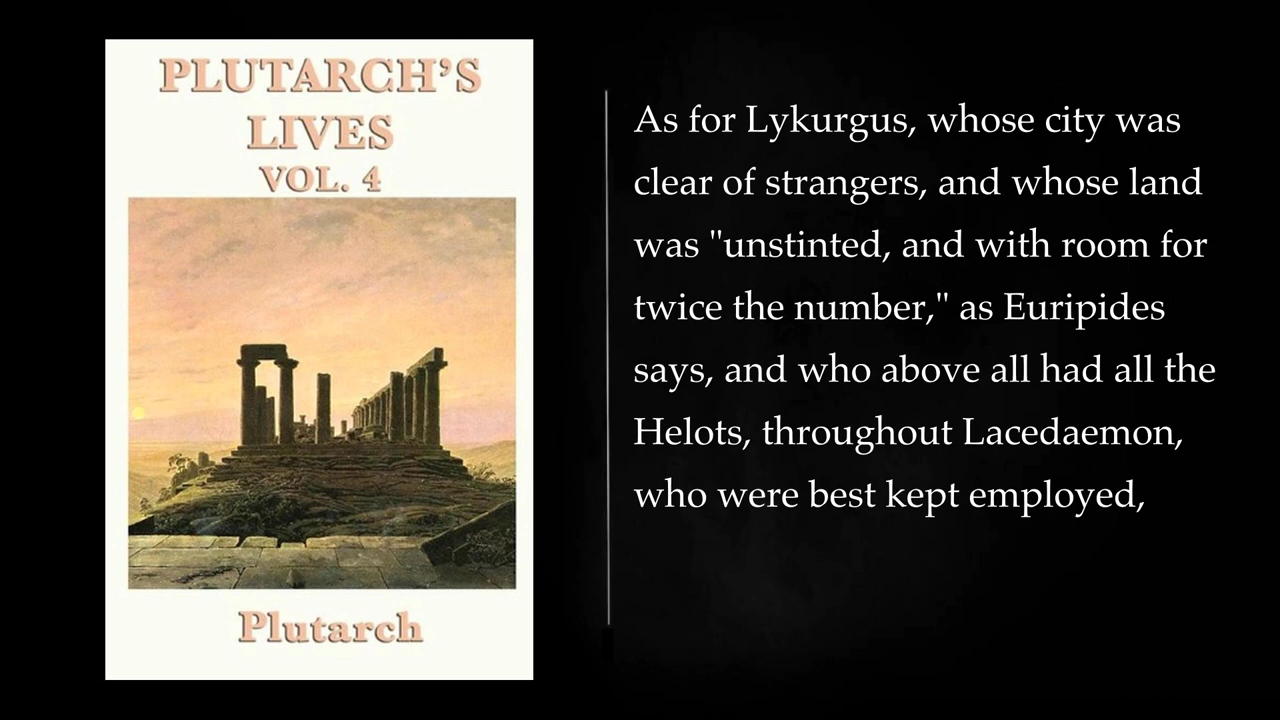 PLUTARCH'S
LIVES
VOL. 4
Plutarch
As for Lykurgus, whose city was
clear of strangers, and whose land
was "unstinted, and with room for
twice the number," as Euripides
says, and who above all had all the
Helots, throughout Lacedaemon,
who were best kept employed,